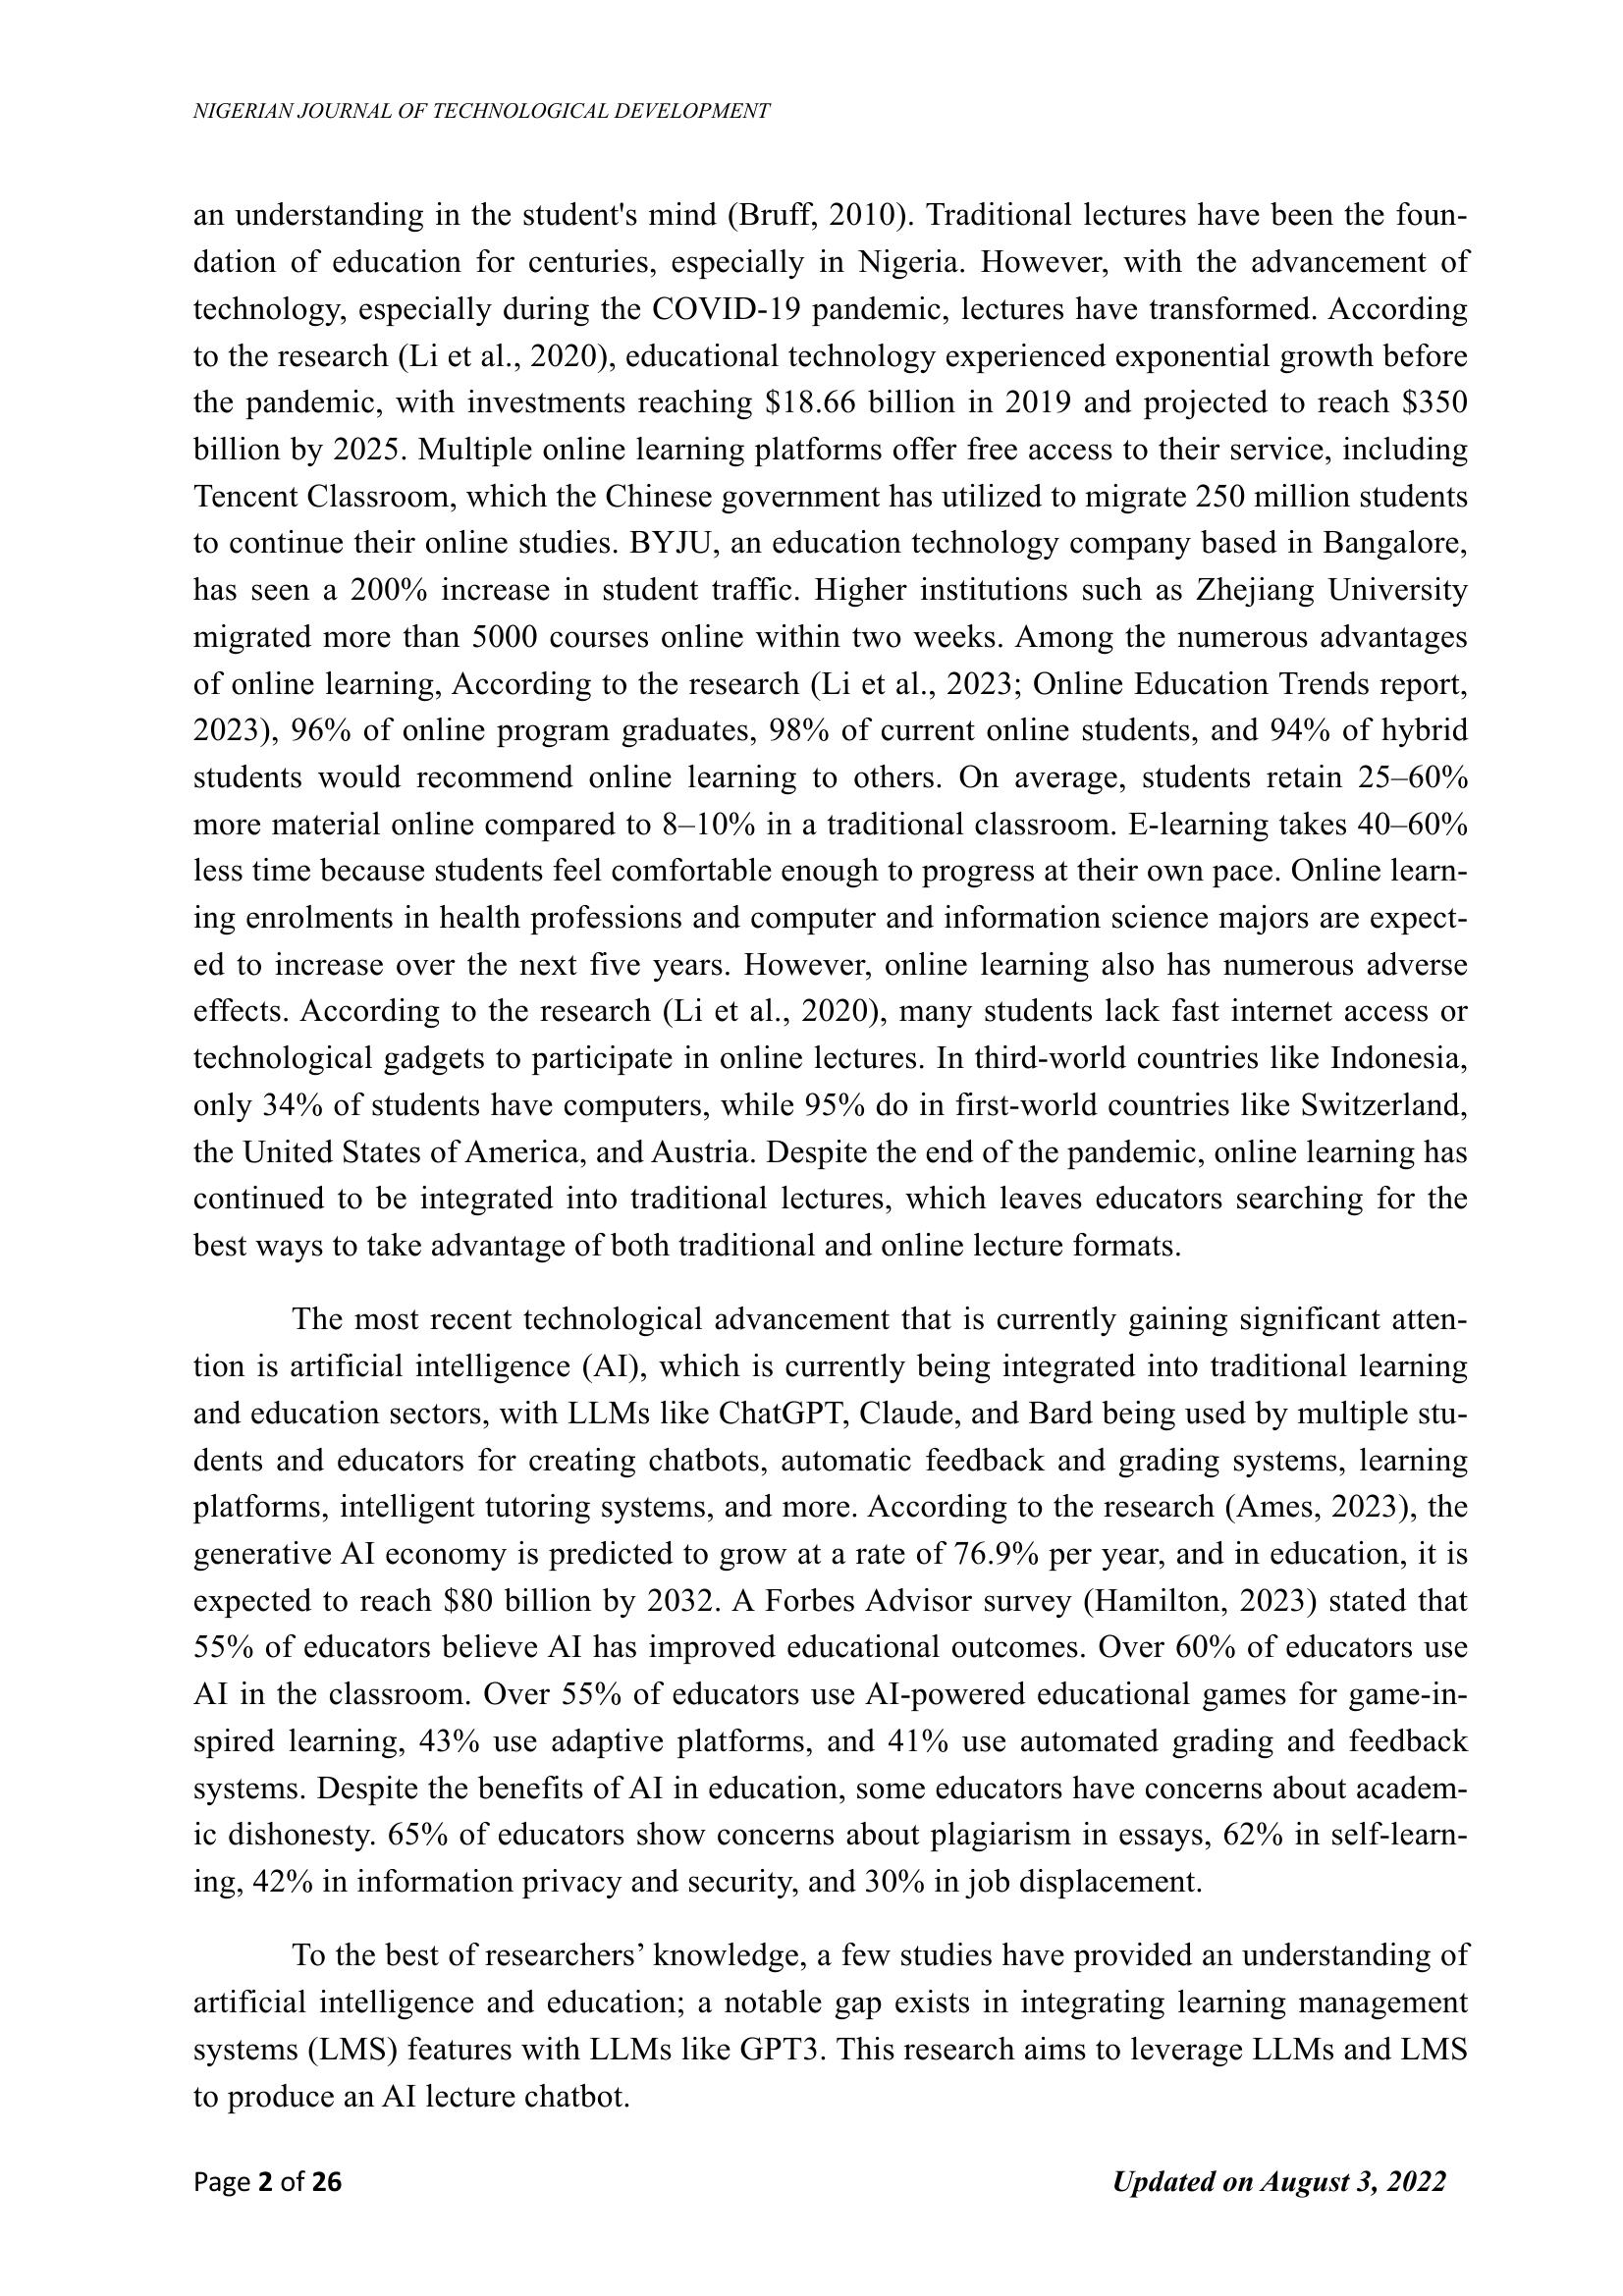 NIGERIAN JOURNAL OF TECHNOLOGICAL DEVELOPMENT
an understanding in the student's mind (Bruff, 2010). Traditional lectures have been the foun-
dation of education for centuries, especially in Nigeria. However, with the advancement of
technology, especially during the COVID-19 pandemic, lectures have transformed. According
to the research (Li et al., 2020), educational technology experienced exponential growth before
the pandemic, with investments reaching $18.66 billion in 2019 and projected to reach $350
billion by 2025. Multiple online learning platforms offer free access to their service, including
Tencent Classroom, which the Chinese government has utilized to migrate 250 million students
to continue their online studies. BYJU, an education technology company based in Bangalore,
has seen a 200% increase in student traffic. Higher institutions such as Zhejiang University
migrated more than 5000 courses online within two weeks. Among the numerous advantages
of online learning, According to the research (Li et al., 2023; Online Education Trends report,
2023), 96% of online program graduates, 98% of current online students, and 94% of hybrid
students would recommend online learning to others. On average, students retain 25–60%
more material online compared to 8–10% in a traditional classroom. E-learning takes 40–60%
less time because students feel comfortable enough to progress at their own pace. Online learn-
ing enrolments in health professions and computer and information science majors are expect-
ed to increase over the next five years. However, online learning also has numerous adverse
effects. According to the research (Li et al., 2020), many students lack fast internet access or
technological gadgets to participate in online lectures. In third-world countries like Indonesia,
only 34% of students have computers, while 95% do in first-world countries like Switzerland,
the United States of America, and Austria. Despite the end of the pandemic, online learning has
continued to be integrated into traditional lectures, which leaves educators searching for the
best ways to take advantage of both traditional and online lecture formats.
The most recent technological advancement that is currently gaining significant atten-
tion is artificial intelligence (AI), which is currently being integrated into traditional learning
and education sectors, with LLMs like ChatGPT, Claude, and Bard being used by multiple stu-
dents and educators for creating chatbots, automatic feedback and grading systems, learning
platforms, intelligent tutoring systems, and more. According to the research (Ames, 2023), the
generative AI economy is predicted to grow at a rate of 76.9% per year, and in education, it is
expected to reach $80 billion by 2032. A Forbes Advisor survey (Hamilton, 2023) stated that
55% of educators believe AI has improved educational outcomes. Over 60% of educators use
AI in the classroom. Over 55% of educators use AI-powered educational games for game-in-
spired learning, 43% use adaptive platforms, and 41% use automated grading and feedback
systems. Despite the benefits of AI in education, some educators have concerns about academ-
ic dishonesty. 65% of educators show concerns about plagiarism in essays, 62% in self-learn-
ing, 42% in information privacy and security, and 30% in job displacement.
To the best of researchers’ knowledge, a few studies have provided an understanding of
artificial intelligence and education; a notable gap exists in integrating learning management
systems (LMS) features with LLMs like GPT3. This research aims to leverage LLMs and LMS
to produce an AI lecture chatbot.
Page 2 of 26
Updated on August 3, 2022